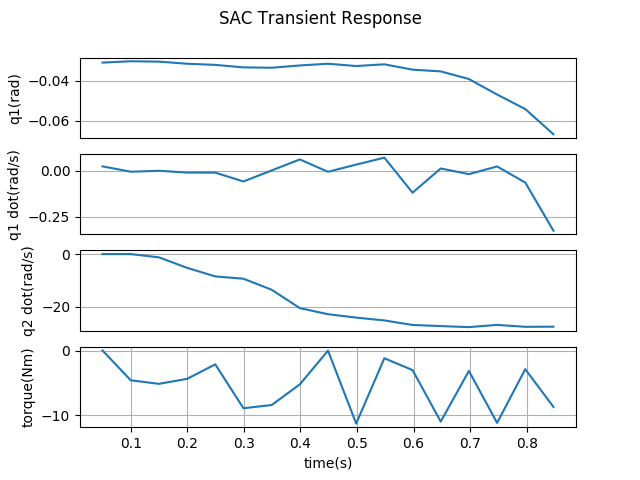 SAC Transient Response
q1(rad)
−0.04
−0.06
q1 dot(rad/s)
0.00
−0.25
q2 dot(rad/s)
0
−20
torque(Nm)
0
−10
0.1 0.2 0.3 0.4 0.5 0.6 0.7 0.8
time(s)